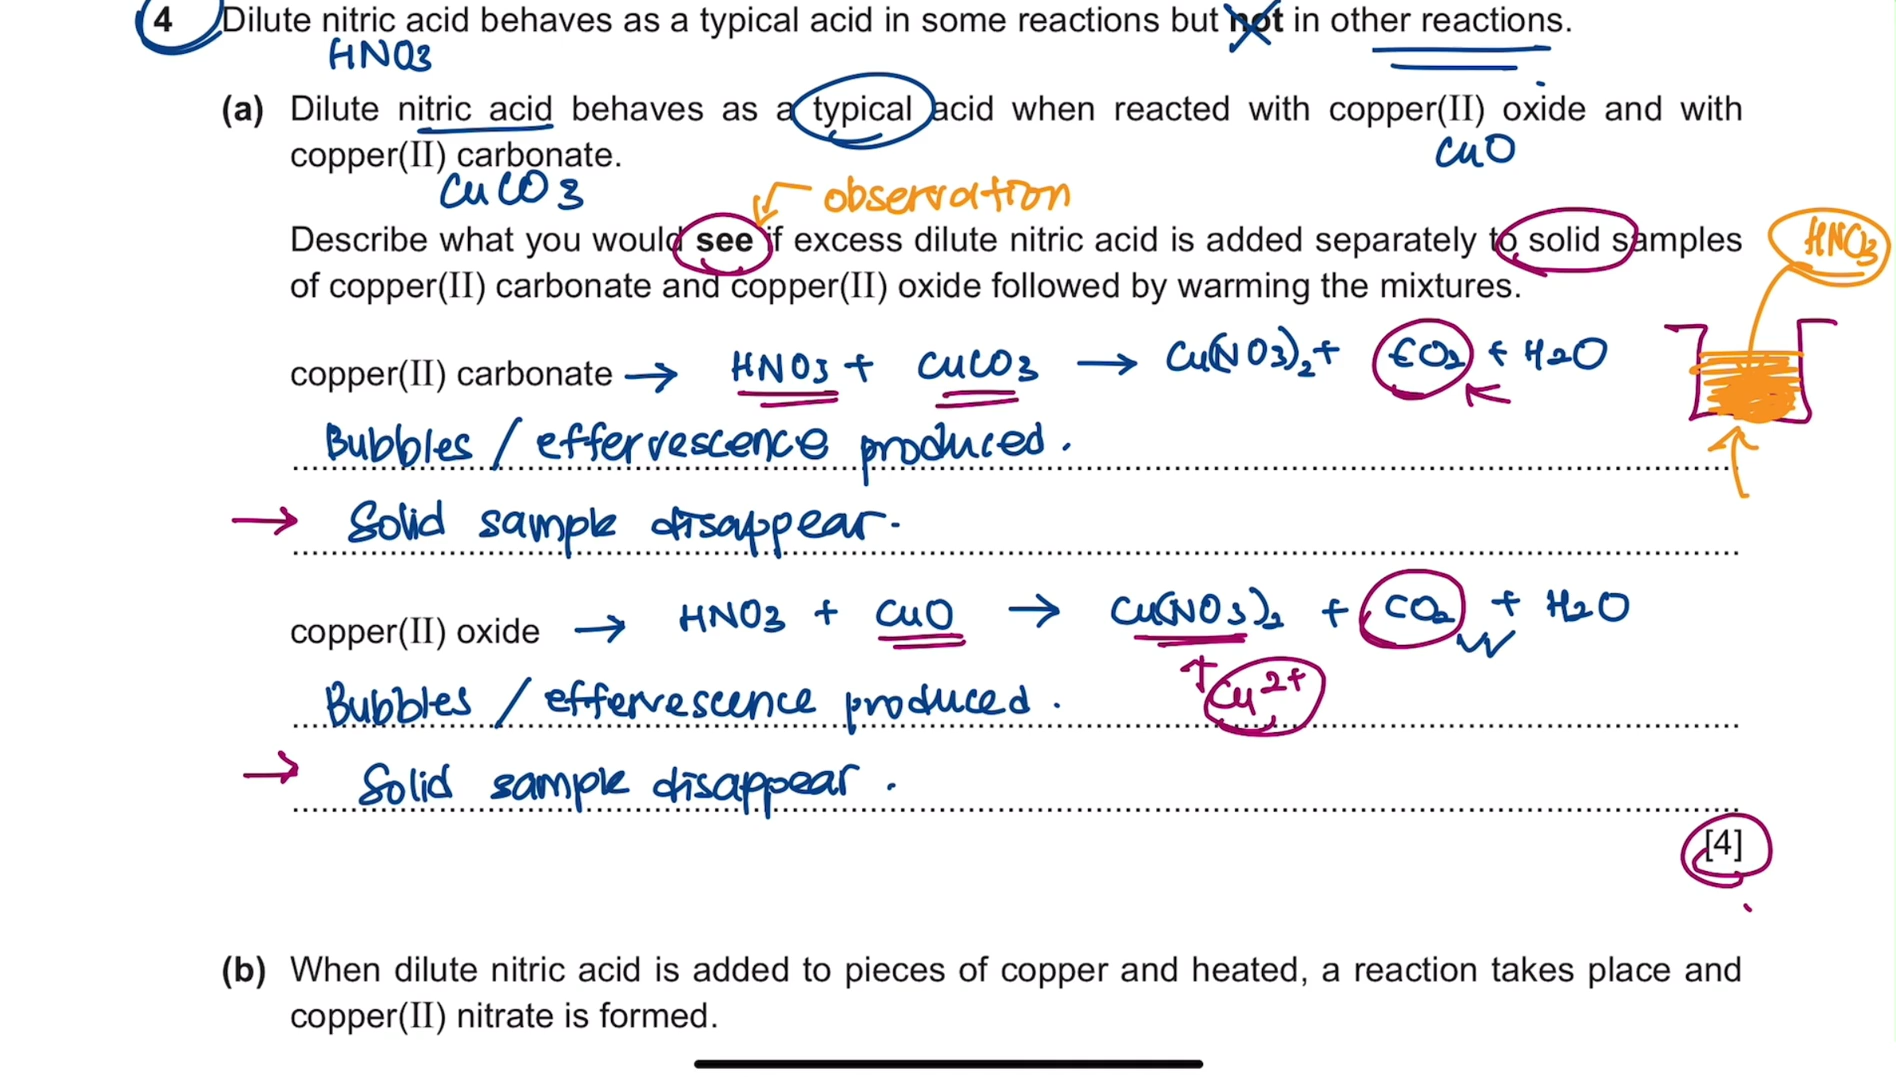 4 Dilute nitric acid behaves as a typical acid in some reactions but not in other reactions.
HNO3
(a) Dilute nitric acid behaves as a typical acid when reacted with copper(II) oxide and with
CuO
copper(II) carbonate.
CuCO3
observation
Describe what you would see if excess dilute nitric acid is added separately to solid samples
HNO3
of copper(II) carbonate and copper(II) oxide followed by warming the mixtures.
copper(II) carbonate → HNO3 + CuCO3 → Cu(NO3)2 + CO2 + H2O
Bubbles / effervescence produced.
→ Solid sample disappear.
copper(II) oxide → HNO3 + CuO → Cu(NO3)2 + CO2 + H2O
Cu2+
Bubbles / effervescence produced.
→ Solid sample disappear.
[4]
(b) When dilute nitric acid is added to pieces of copper and heated, a reaction takes place and
copper(II) nitrate is formed.